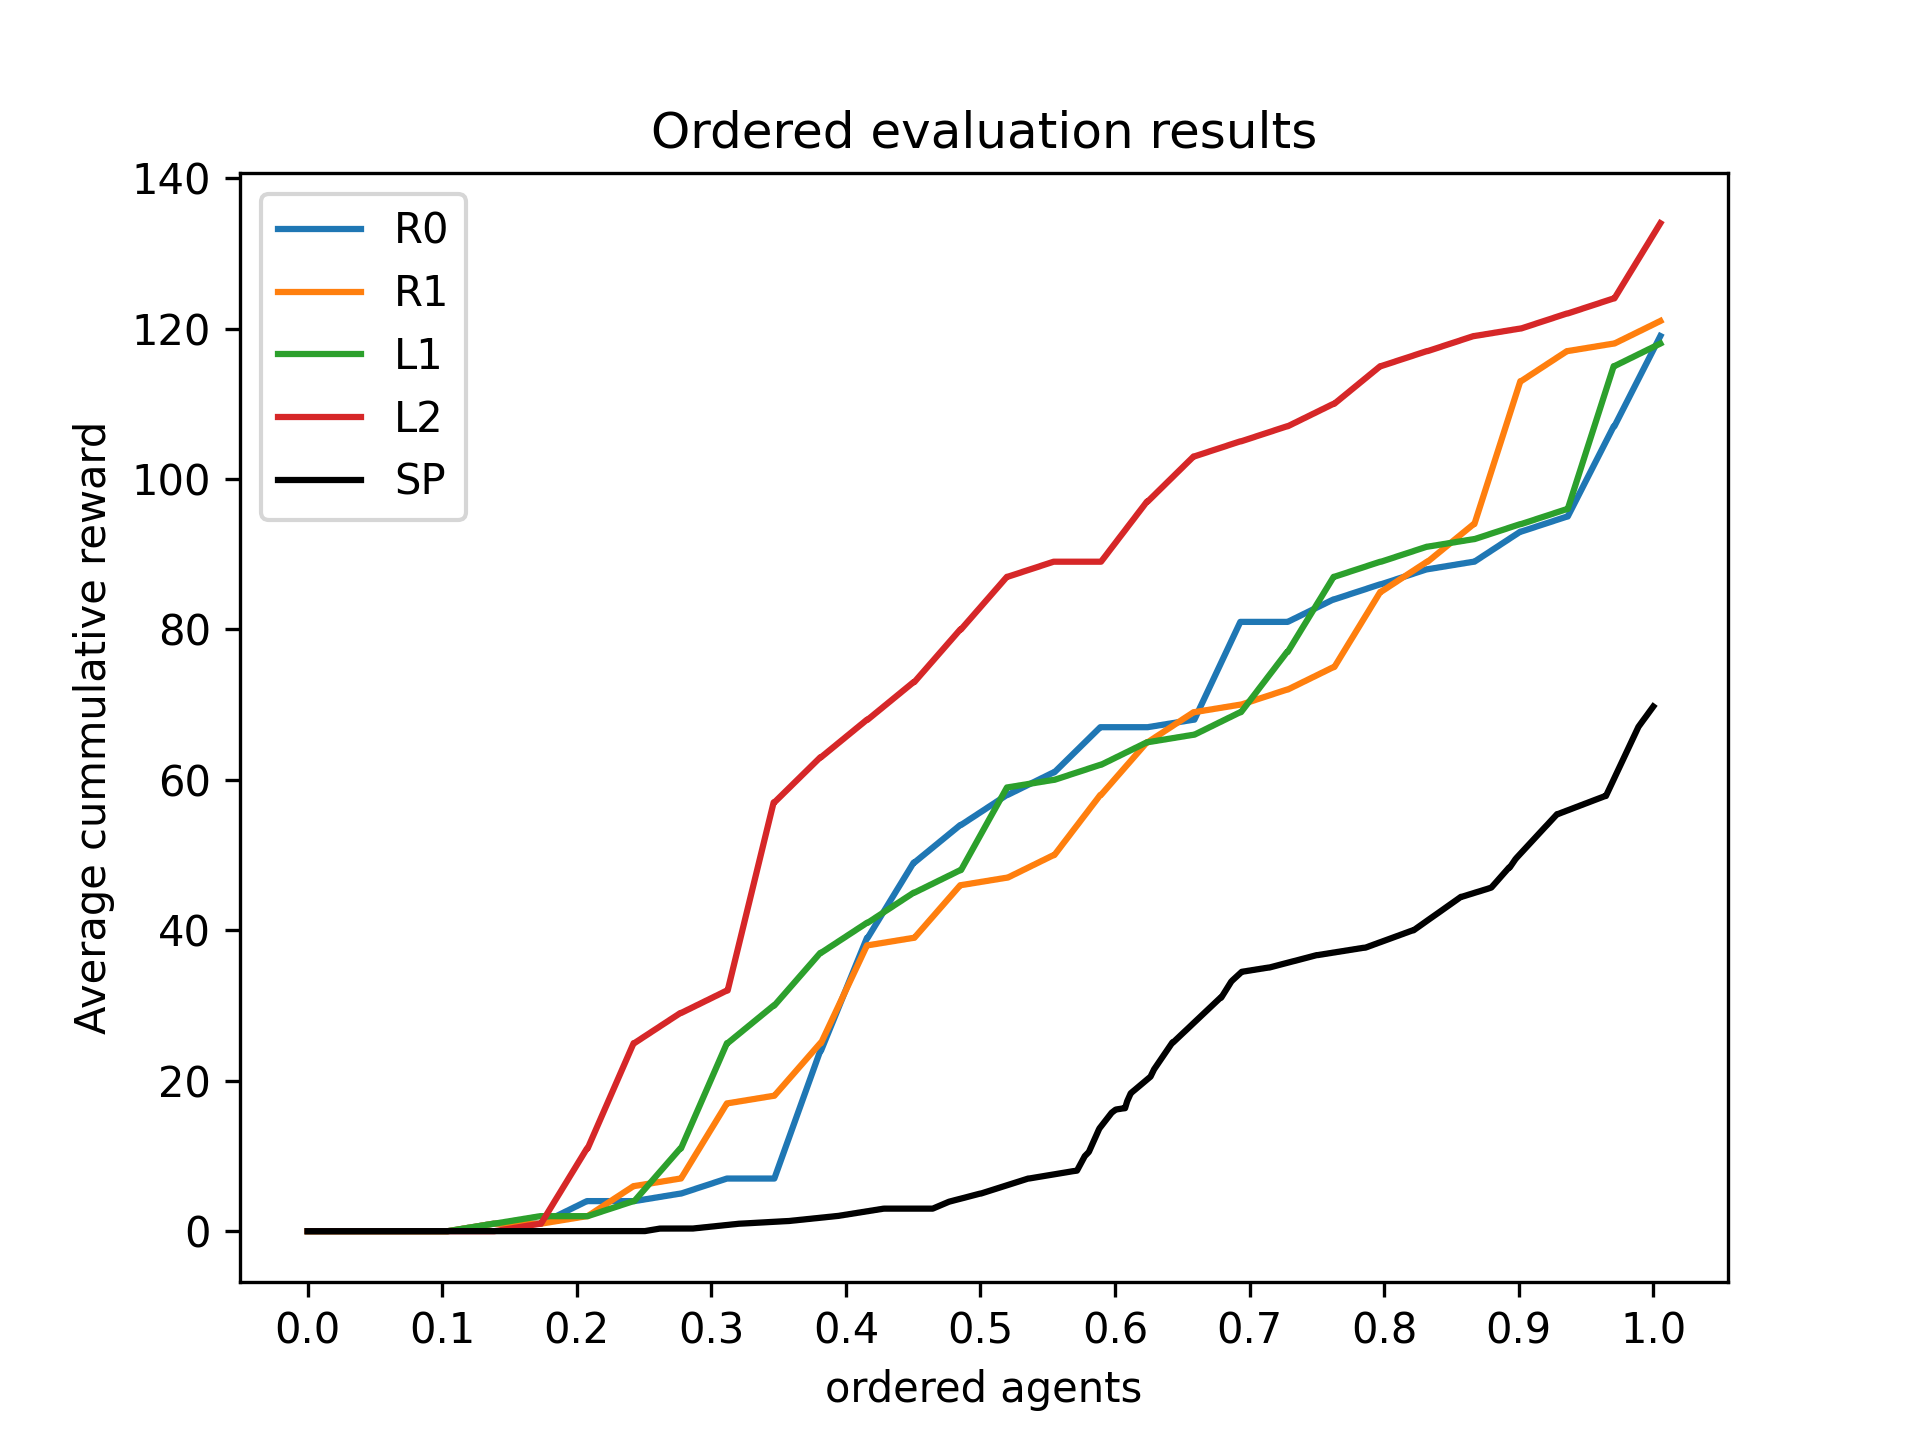 Ordered evaluation results
140
120
100
80
60
40
20
0
R0
R1
L1
L2
SP
Average cummulative reward
0.0 0.1 0.2 0.3 0.4 0.5 0.6 0.7 0.8 0.9 1.0
ordered agents